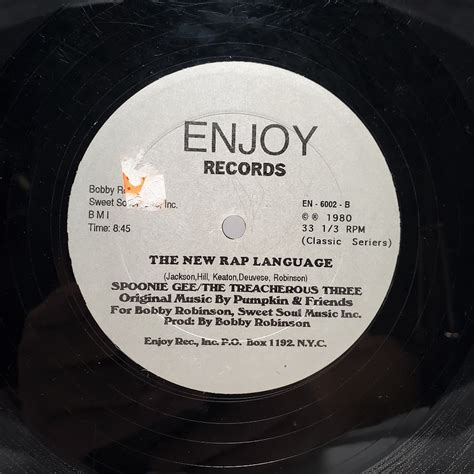 ENJOY
RECORDS
Bobby
Sweet So Inc.
B M I
Time: 8:45
EN - 6002 - B
© ® 1980
33 1/3 RPM
(Classic Seriers)
THE NEW RAP LANGUAGE
(Jackson,Hill, Keaton,Deuvese, Robinson)
SPOONIE GEE/THE TREACHEROUS THREE
Original Music By Pumpkin & Friends
For Bobby Robinson, Sweet Soul Music Inc.
Prod: By Bobby Robinson
Enjoy Rec., Inc. P.O. Box 1192. N.Y.C.